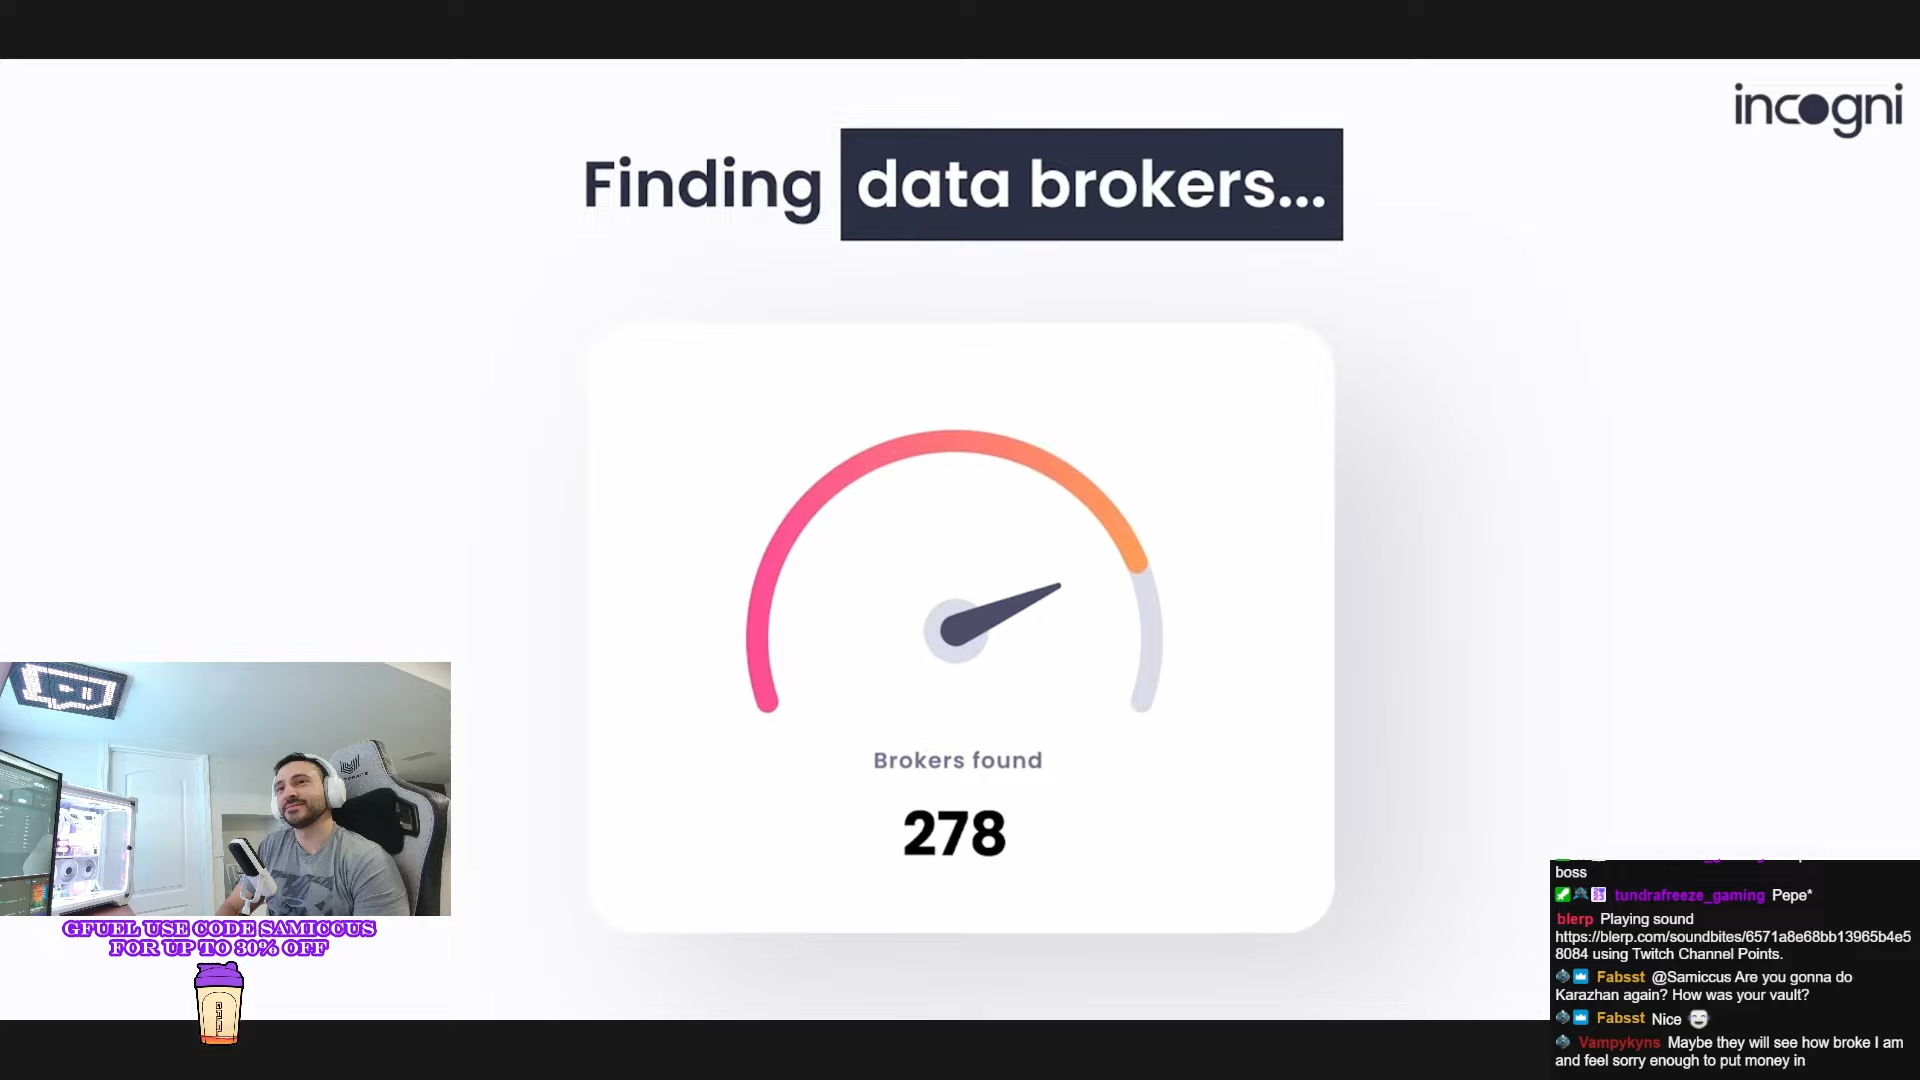 incogni
Finding data brokers...
Brokers found
278
GFUEL USE CODE SAMICCUS
FOR UP TO 30% OFF
GFUEL
boss
tundrafreeze_gaming Pepe*
blerp Playing sound
https://blerp.com/soundbites/6571a8e68bb13965b4e5
8084 using Twitch Channel Points.
Fabsst @Samiccus Are you gonna do
Karazhan again? How was your vault?
Fabsst Nice
Vampykyns Maybe they will see how broke I am
and feel sorry enough to put money in